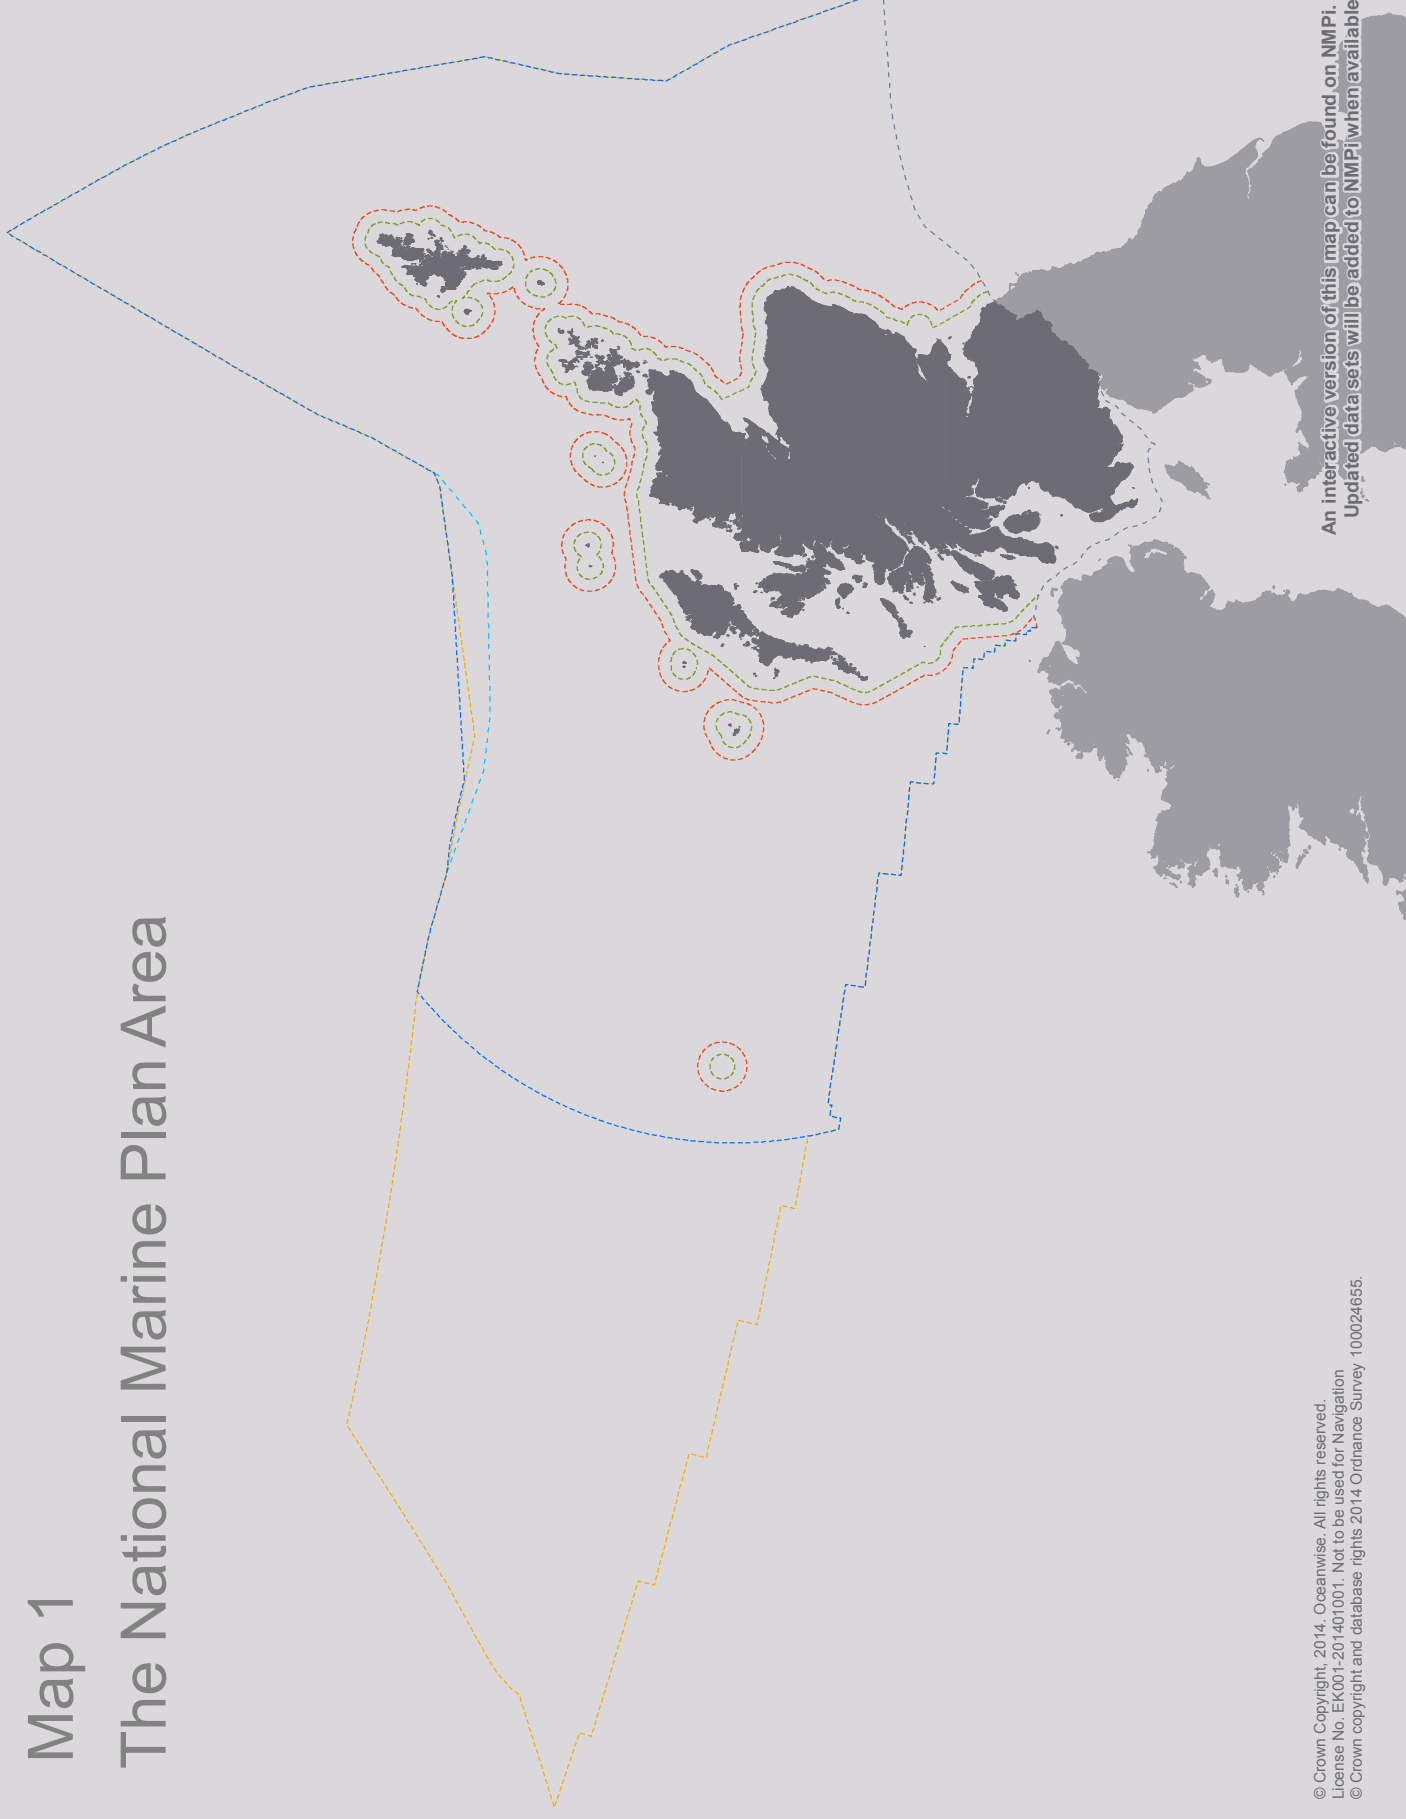 Map 1
The National Marine Plan Area
An interactive version of this map can be found on NMPi.
Updated data sets will be added to NMPi when available
© Crown Copyright, 2014. Oceanwise. All rights reserved.
License No. EK001-201401001. Not to be used for Navigation
© Crown copyright and database rights 2014 Ordnance Survey 100024655.